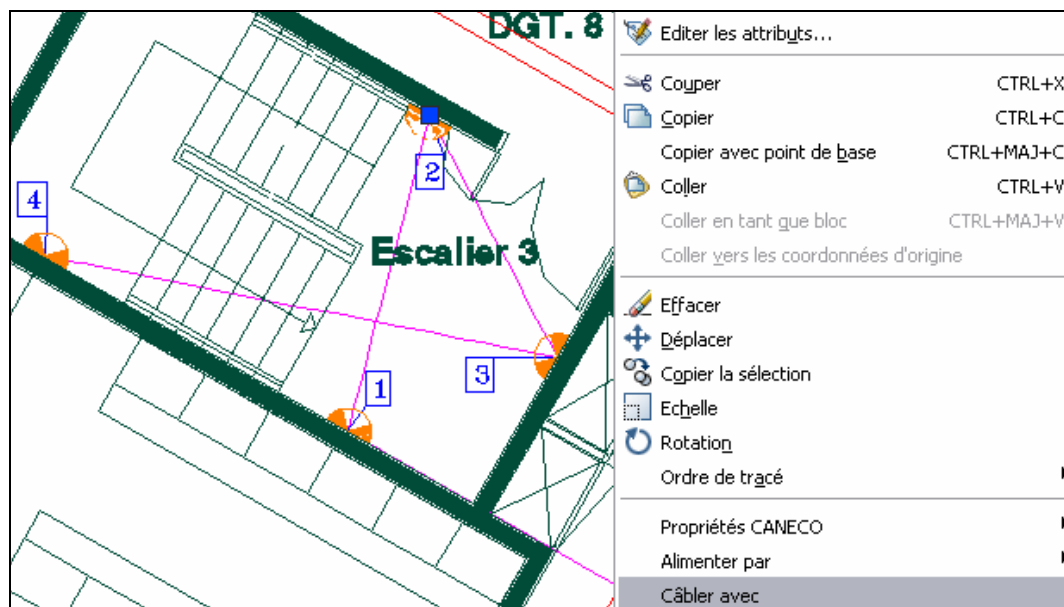 DGT. 8
2
4
Escalier 3
3
1
Editer les attributs...
Couper CTRL+X
Copier CTRL+C
Copier avec point de base CTRL+MAJ+C
Coller CTRL+V
Coller en tant que bloc CTRL+MAJ+V
Coller vers les coordonnées d'origine
Effacer
Déplacer
Copier la sélection
Echelle
Rotation
Ordre de tracé
Propriétés CANECO
Alimenter par
Câbler avec